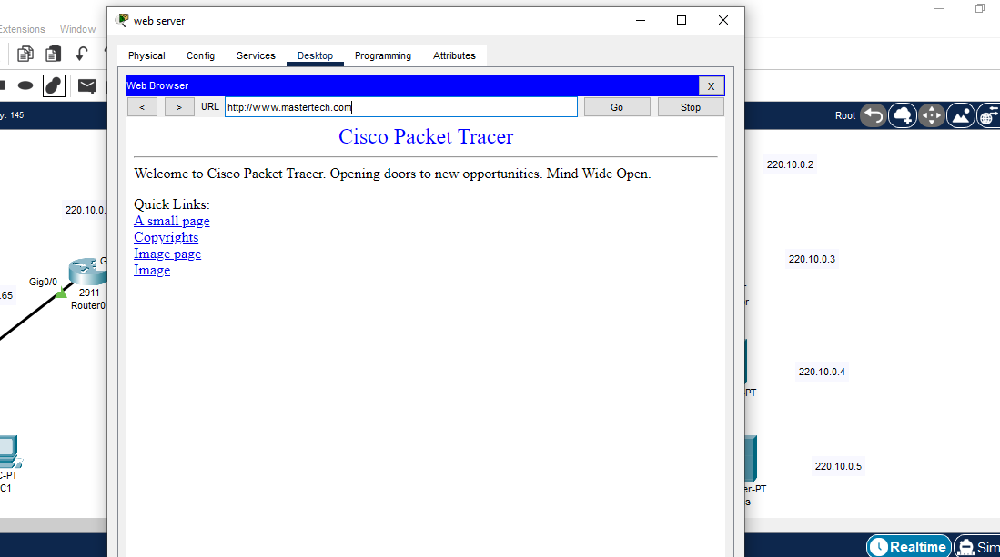 web server
Extensions Window
Physical Config Services Desktop Programming Attributes
Web Browser X
< > URL http://www.mastertech.com Go Stop
y: 145
Root
Cisco Packet Tracer
Welcome to Cisco Packet Tracer. Opening doors to new opportunities. Mind Wide Open.
Quick Links:
A small page
Copyrights
Image page
Image
220.10.0.
G
Gig0/0
.65
2911
Router0
C-PT
C1
220.10.0.2
220.10.0.3
r
220.10.0.4
PT
220.10.0.5
er-PT
s
Realtime
Sim